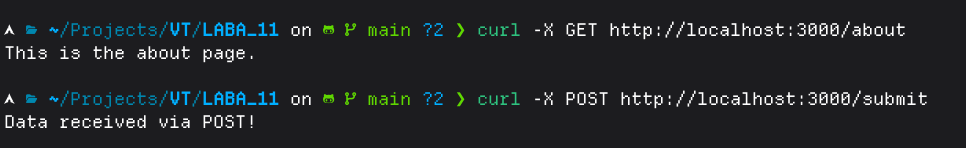 ~/Projects/VT/LABA_11 on main ?2 ❯ curl -X GET http://localhost:3000/about
This is the about page.
~/Projects/VT/LABA_11 on main ?2 ❯ curl -X POST http://localhost:3000/submit
Data received via POST!